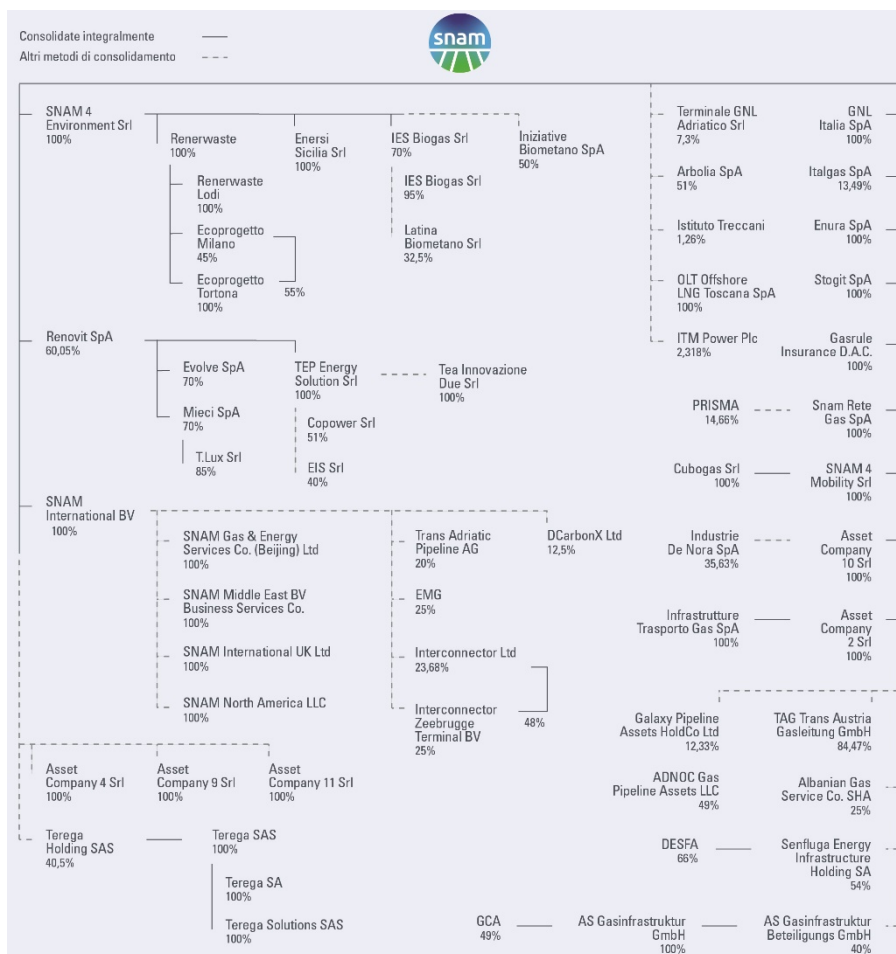 Consolidate integralmente
Altri metodi di consolidamento
snam
SNAM 4
Environment Srl
100%
Renerwaste
100%
Enersi
Sicilia Srl
100%
IES Biogas Srl
70%
Iniziative
Biometano SpA
50%
Renerwaste
Lodi
100%
IES Biogas Srl
95%
Ecoprogetto
Milano
45%
Latina
Biometano Srl
32,5%
Ecoprogetto
Tortona
100%
55%
Renovit SpA
60,05%
Evolve SpA
70%
TEP Energy
Solution Srl
100%
Tea Innovazione
Due Srl
100%
Mieci SpA
70%
Copower Srl
51%
T.Lux Srl
85%
EIS Srl
40%
SNAM
International BV
100%
SNAM Gas & Energy
Services Co. (Beijing) Ltd
100%
Trans Adriatic
Pipeline AG
20%
DCarbonX Ltd
12,5%
SNAM Middle East BV
Business Services Co.
100%
EMG
25%
SNAM International UK Ltd
100%
Interconnector Ltd
23,68%
SNAM North America LLC
100%
Interconnector
Zeebrugge
Terminal BV
25%
48%
Asset
Company 4 Srl
100%
Asset
Company 9 Srl
100%
Asset
Company 11 Srl
100%
Terega
Holding SAS
40,5%
Terega SAS
100%
Terega SA
100%
Terega Solutions SAS
100%
Terminale GNL
Adriatico Srl
7,3%
GNL
Italia SpA
100%
Arbolia SpA
51%
Italgas SpA
13,49%
Istituto Treccani
1,26%
Enura SpA
100%
OLT Offshore
LNG Toscana SpA
100%
Stogit SpA
100%
ITM Power Plc
2,318%
Gasrule
Insurance D.A.C.
100%
PRISMA
14,66%
Snam Rete
Gas SpA
100%
Cubogas Srl
100%
SNAM 4
Mobility Srl
100%
Industrie
De Nora SpA
35,63%
Asset
Company
10 Srl
100%
Infrastrutture
Trasporto Gas SpA
100%
Asset
Company
2 Srl
100%
Galaxy Pipeline
Assets HoldCo Ltd
12,33%
TAG Trans Austria
Gasleitung GmbH
84,47%
ADNOC Gas
Pipeline Assets LLC
49%
Albanian Gas
Service Co. SHA
25%
DESFA
66%
Senfluga Energy
Infrastructure
Holding SA
54%
GCA
49%
AS Gasinfrastruktur
GmbH
100%
AS Gasinfrastruktur
Beteiligungs GmbH
40%